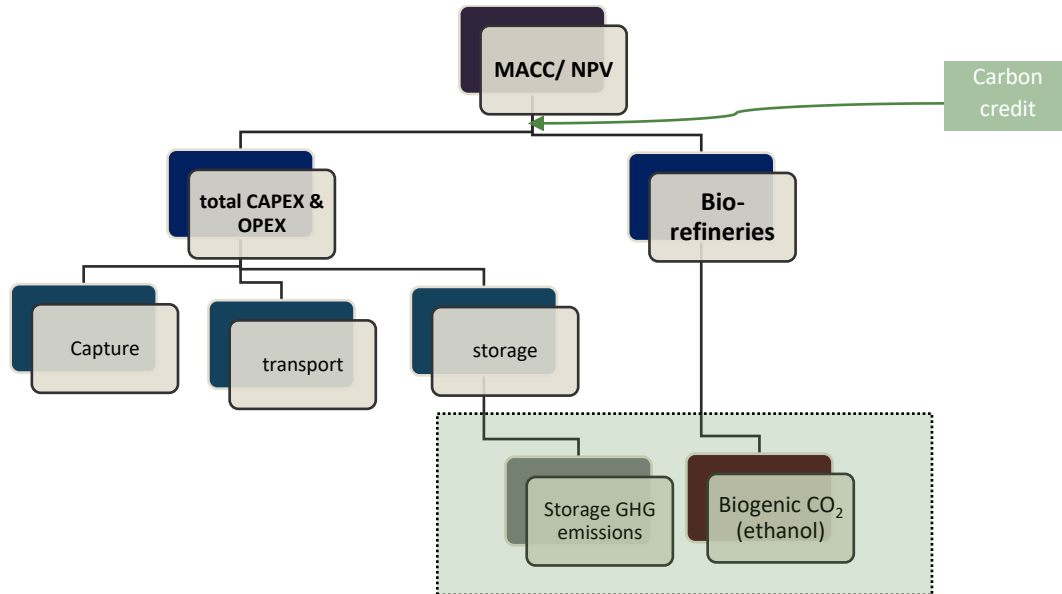 MACC/ NPV
Carbon
credit
total CAPEX &
OPEX
Bio-
refineries
Capture
transport
storage
Storage GHG
emissions
Biogenic CO₂
(ethanol)